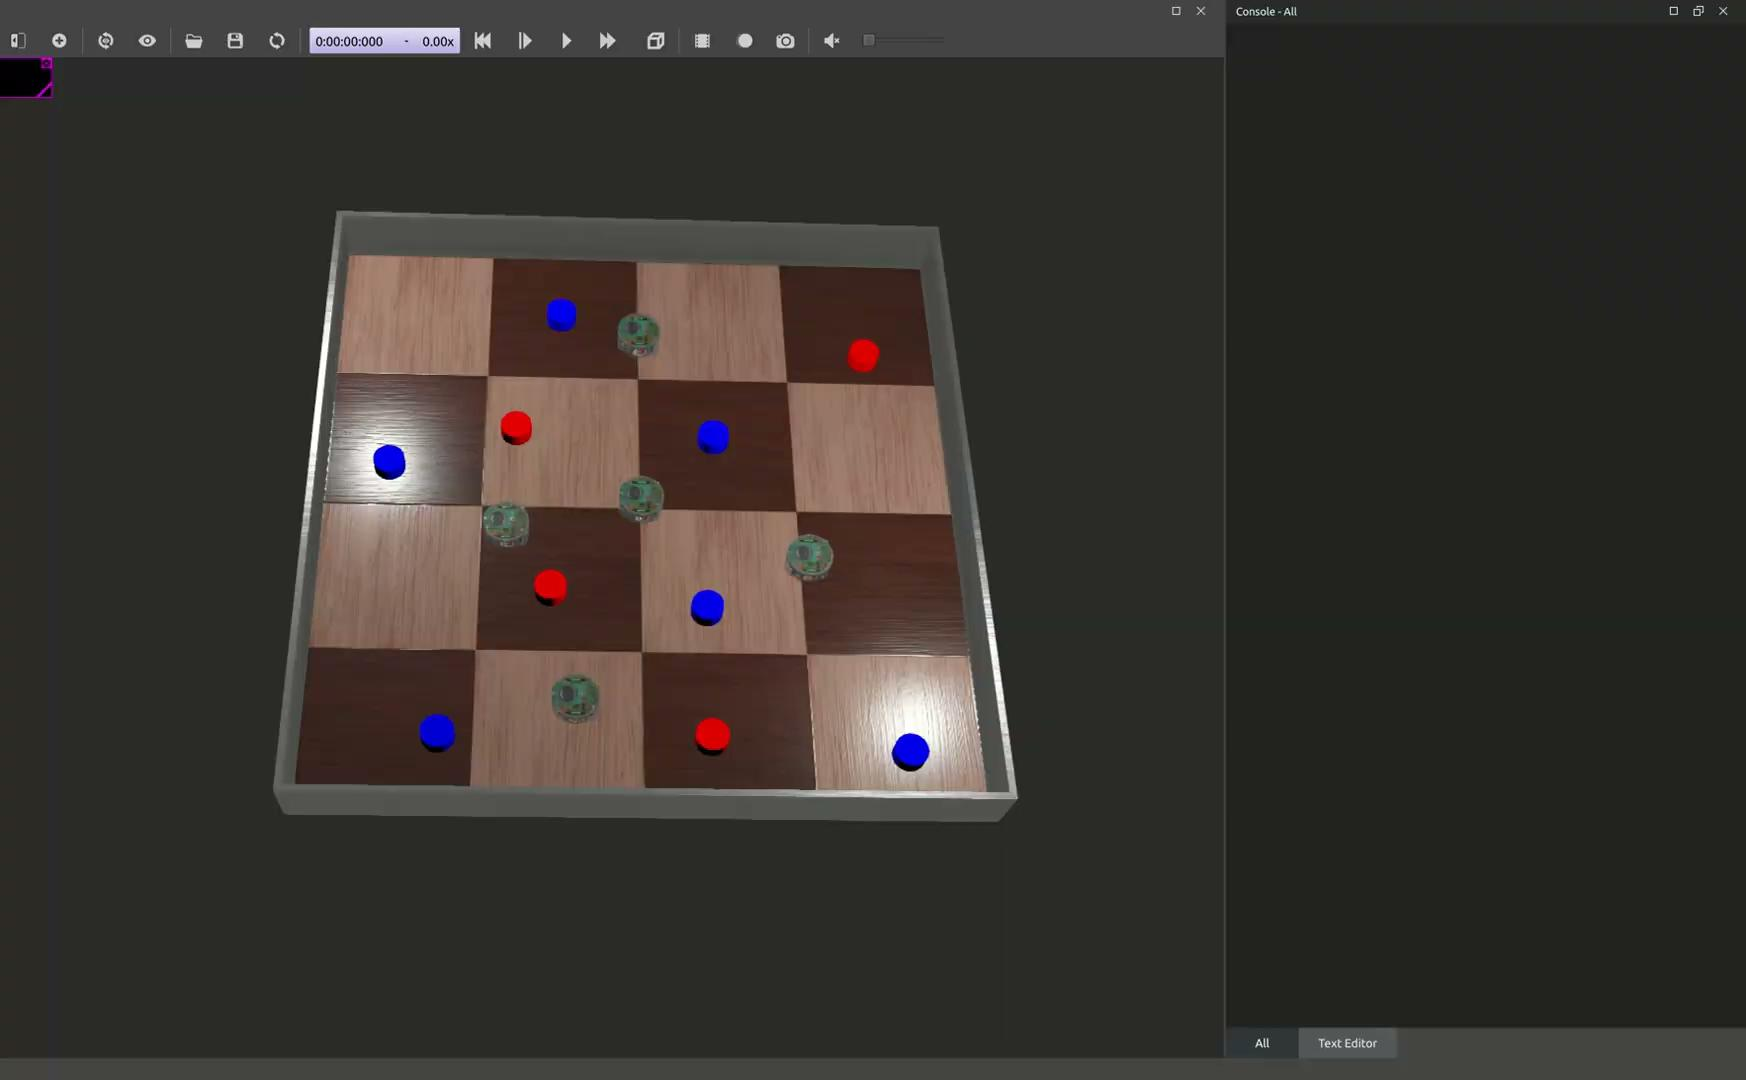 Console - All
0:00:00:000 - 0.00x
All Text Editor